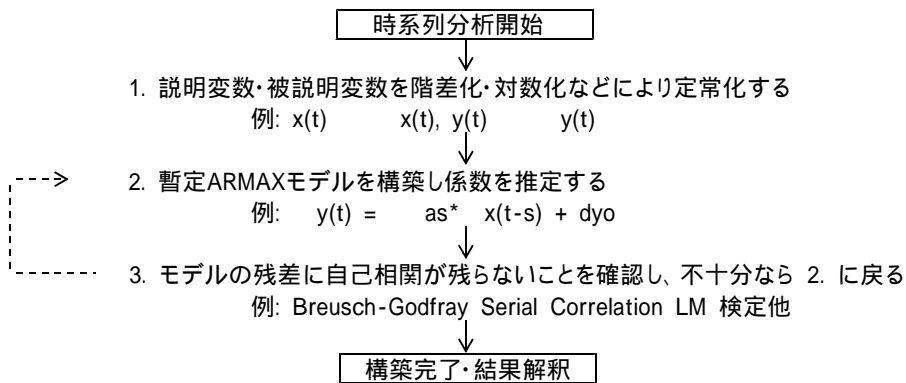 時系列分析開始
1. 説明変数・被説明変数を階差化・対数化などにより定常化する
例: x(t) x(t), y(t) y(t)
2. 暫定ARMAXモデルを構築し係数を推定する
例: y(t) = as* x(t-s) + dyo
3. モデルの残差に自己相関が残らないことを確認し、不十分なら 2. に戻る
例: Breusch-Godfray Serial Correlation LM 検定他
構築完了・結果解釈